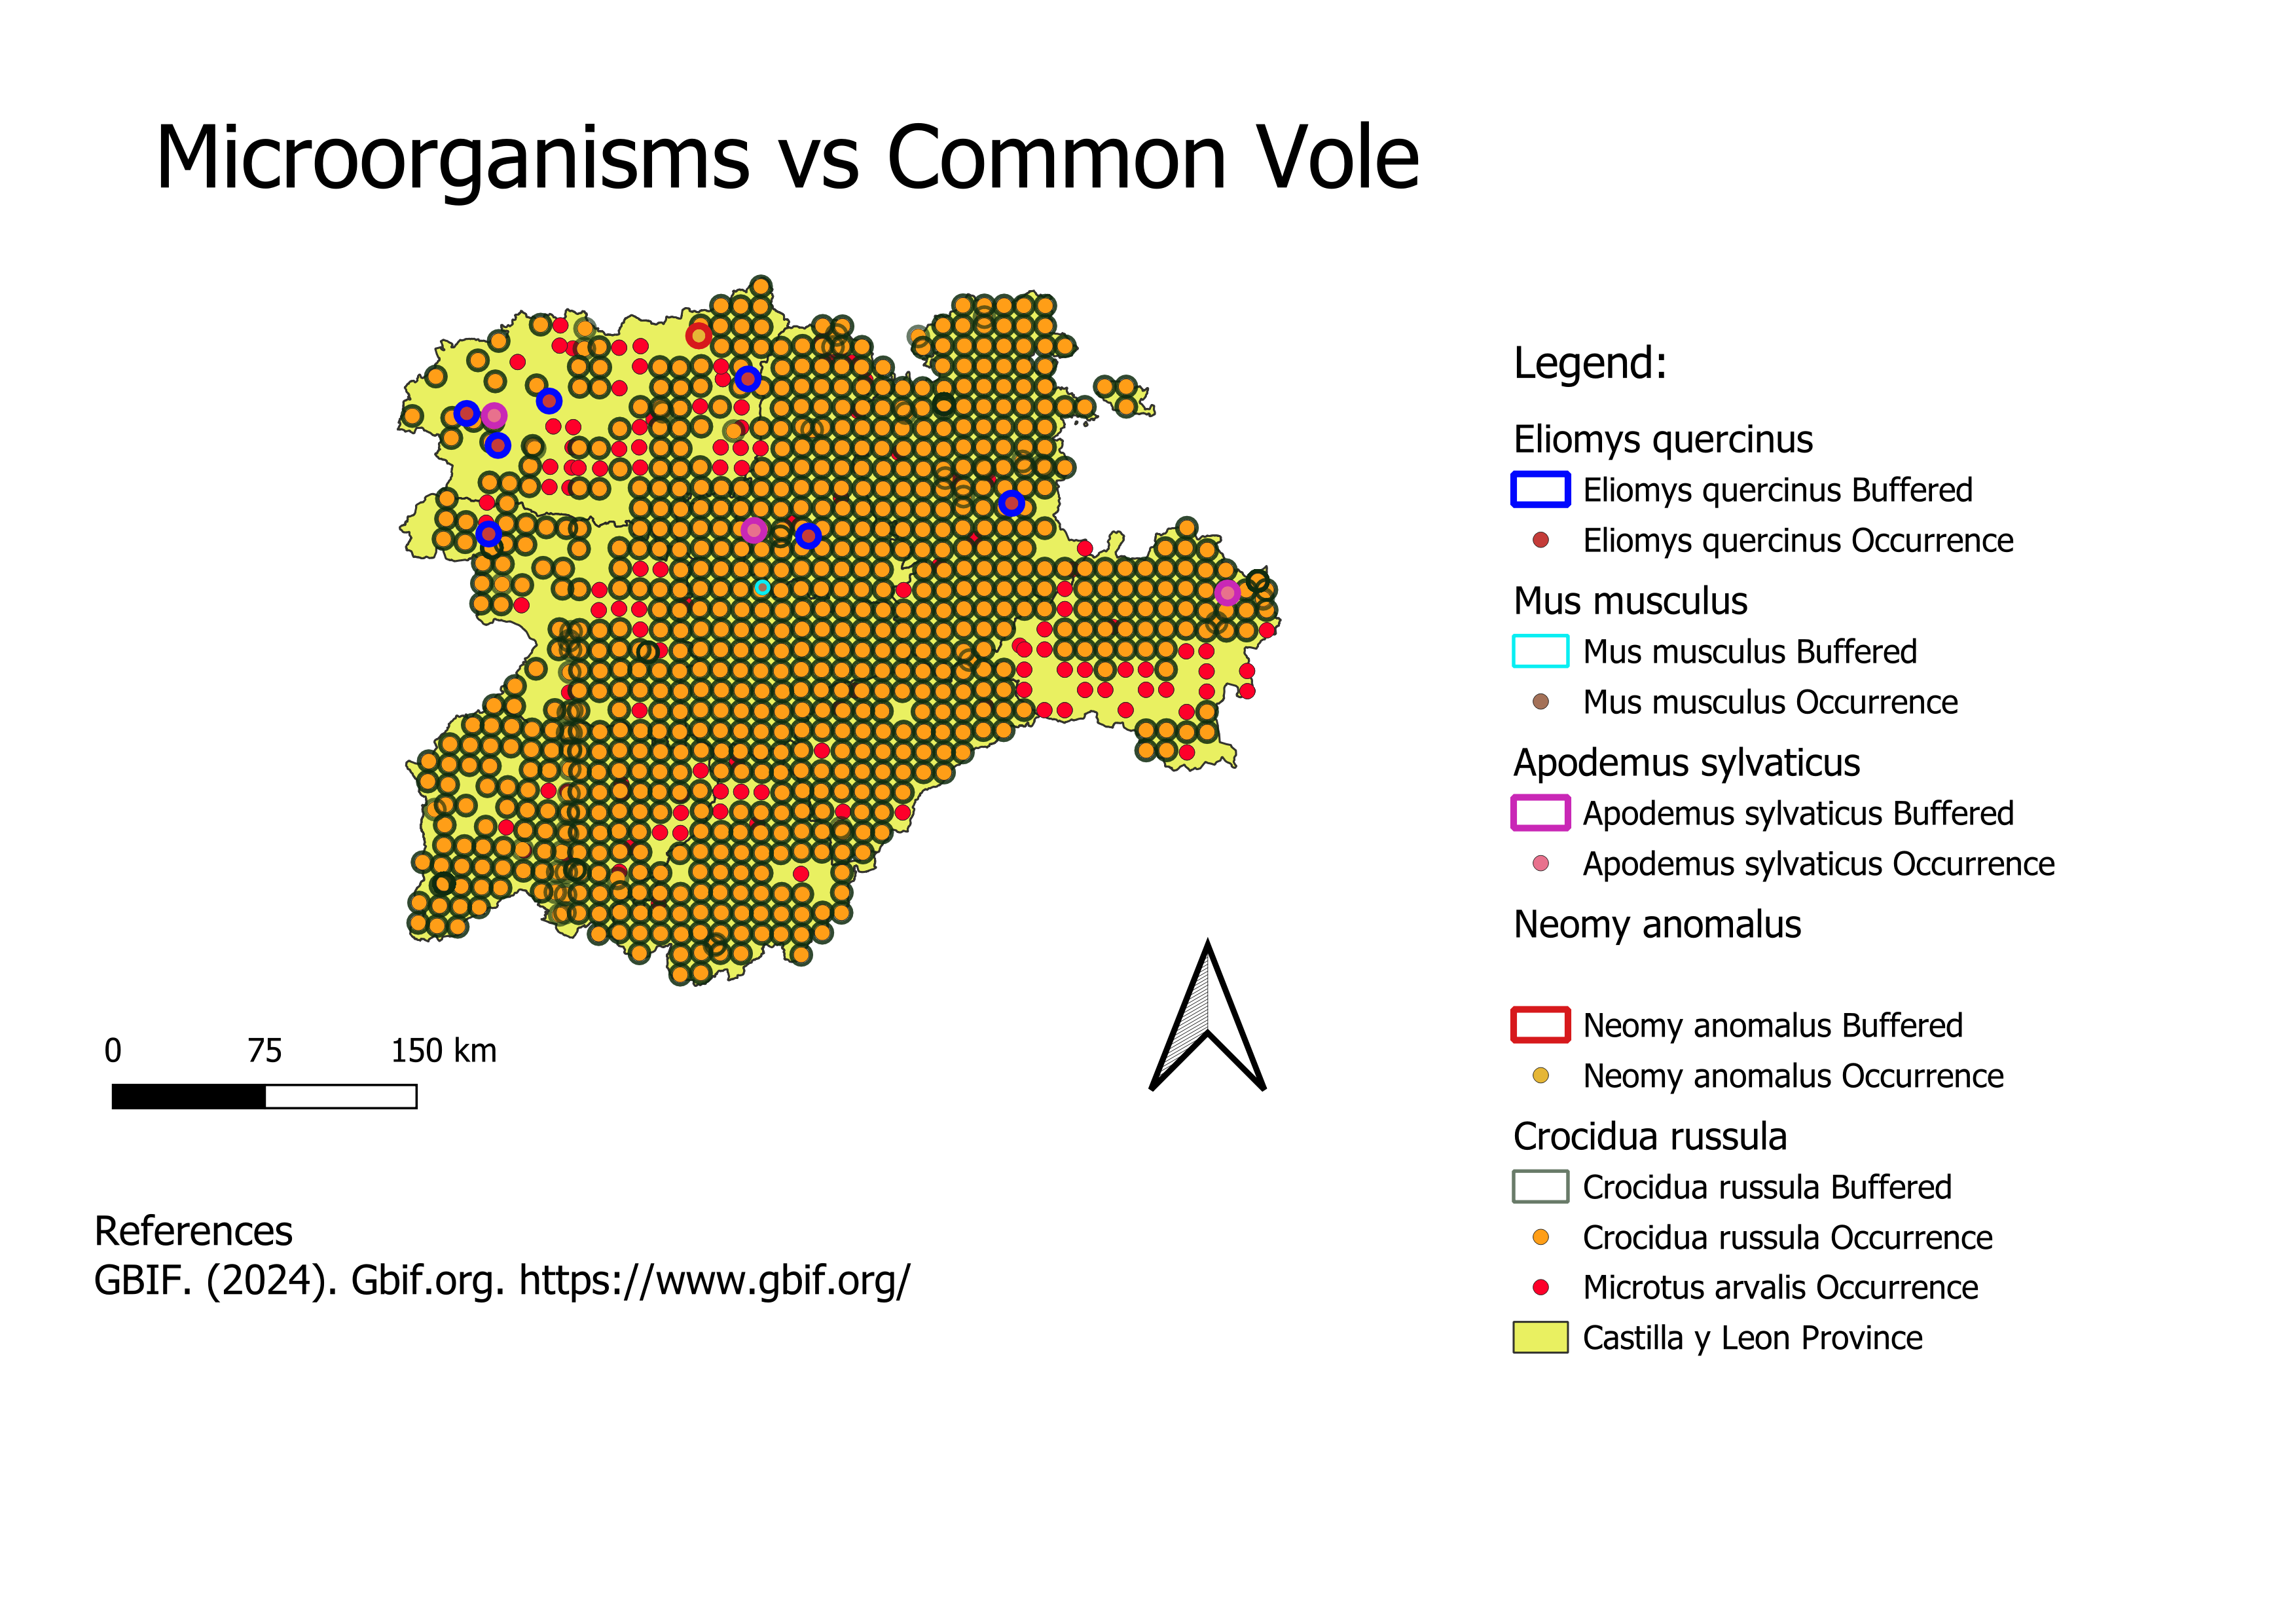 Microorganisms vs Common Vole
Legend:
Eliomys quercinus
Eliomys quercinus Buffered
Eliomys quercinus Occurrence
Mus musculus
Mus musculus Buffered
Mus musculus Occurrence
Apodemus sylvaticus
Apodemus sylvaticus Buffered
Apodemus sylvaticus Occurrence
Neomy anomalus
Neomy anomalus Buffered
Neomy anomalus Occurrence
Crocidua russula
Crocidua russula Buffered
Crocidua russula Occurrence
Microtus arvalis Occurrence
Castilla y Leon Province
0 75 150 km
References
GBIF. (2024). Gbif.org. https://www.gbif.org/